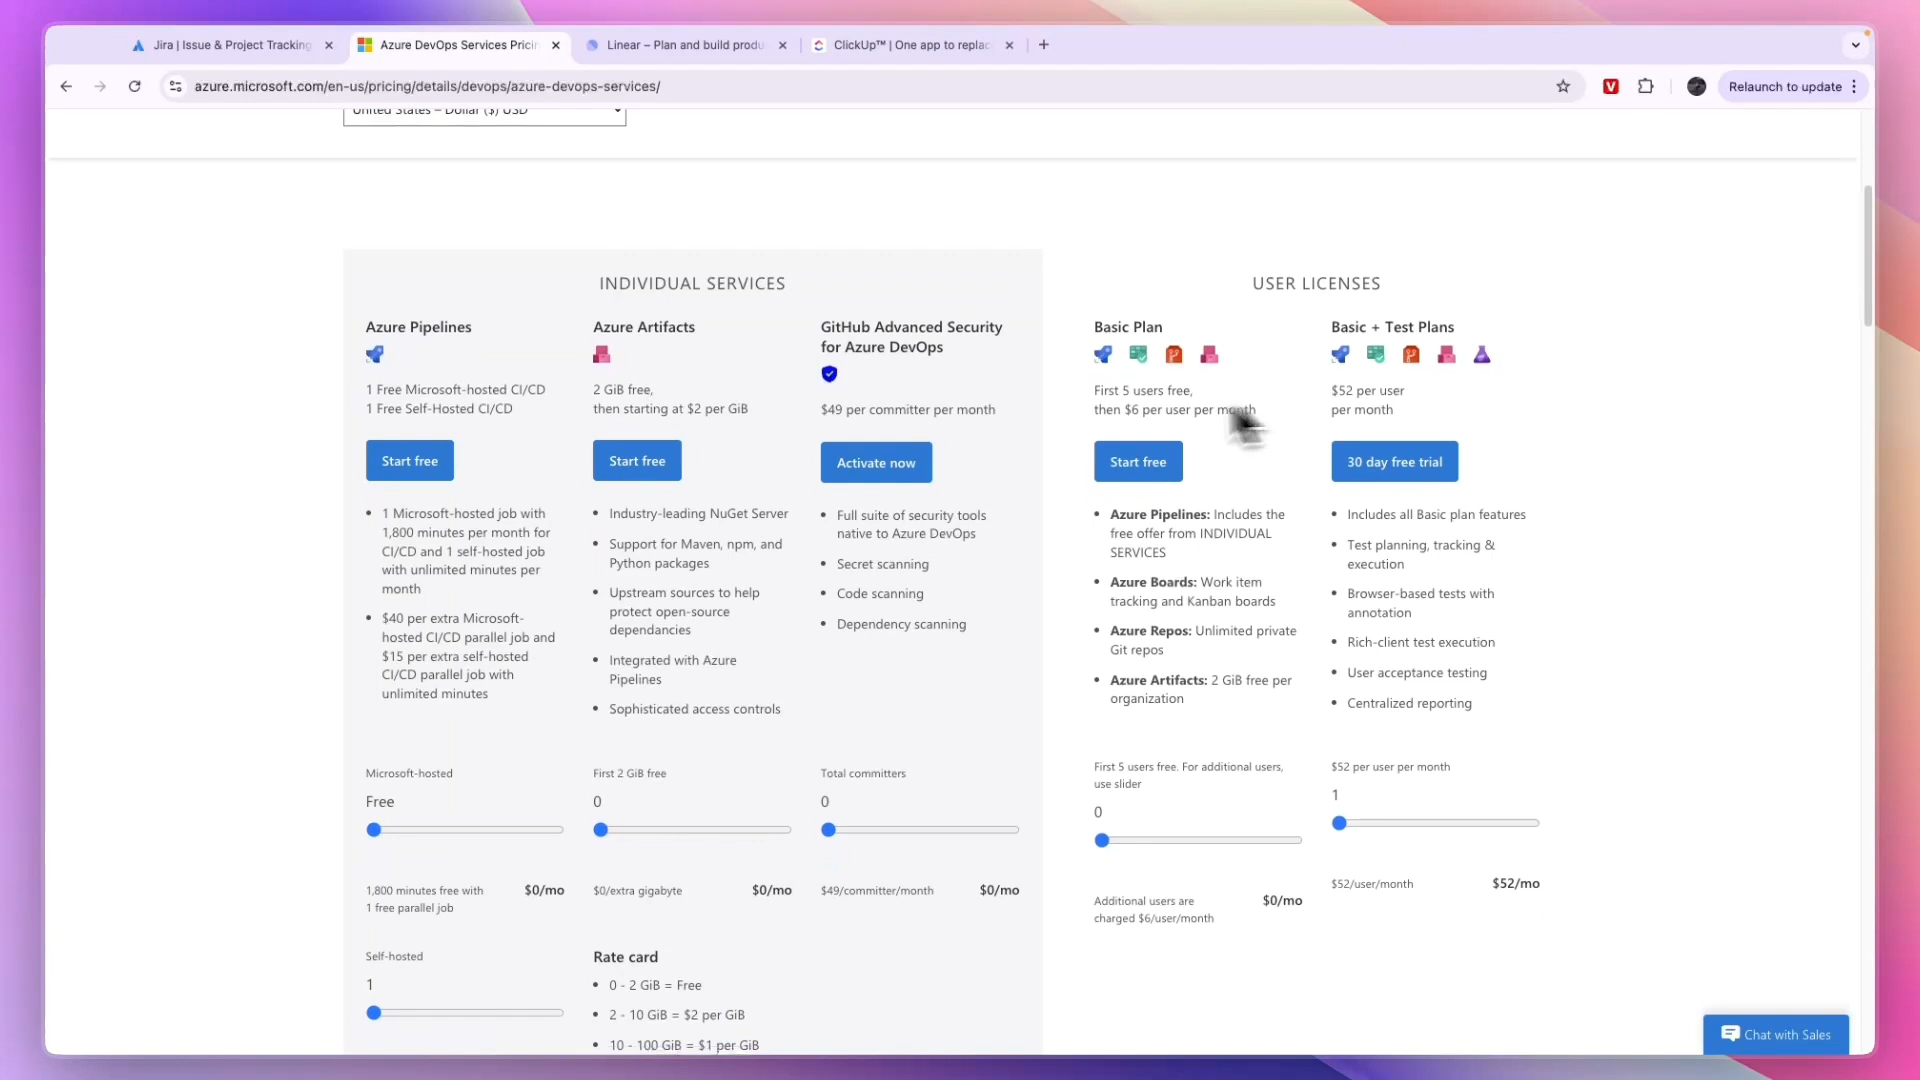 Jira | Issue & Project Tracking
Azure DevOps Services Pricin
Linear – Plan and build produ
ClickUp™ | One app to replac
azure.microsoft.com/en-us/pricing/details/devops/azure-devops-services/
Relaunch to update
United States – Dollar ($) USD
INDIVIDUAL SERVICES
Azure Pipelines
1 Free Microsoft-hosted CI/CD
1 Free Self-Hosted CI/CD
Start free
1 Microsoft-hosted job with
1,800 minutes per month for
CI/CD and 1 self-hosted job
with unlimited minutes per
month
$40 per extra Microsoft-
hosted CI/CD parallel job and
$15 per extra self-hosted
CI/CD parallel job with
unlimited minutes
Microsoft-hosted
Free
1,800 minutes free with
1 free parallel job
$0/mo
Self-hosted
1
Azure Artifacts
2 GiB free,
then starting at $2 per GiB
Start free
Industry-leading NuGet Server
Support for Maven, npm, and
Python packages
Upstream sources to help
protect open-source
dependancies
Integrated with Azure
Pipelines
Sophisticated access controls
First 2 GiB free
0
$0/extra gigabyte
$0/mo
Rate card
0 - 2 GiB = Free
2 - 10 GiB = $2 per GiB
10 - 100 GiB = $1 per GiB
GitHub Advanced Security
for Azure DevOps
$49 per committer per month
Activate now
Full suite of security tools
native to Azure DevOps
Secret scanning
Code scanning
Dependency scanning
Total committers
0
$49/committer/month
$0/mo
USER LICENSES
Basic Plan
First 5 users free,
then $6 per user per month
Start free
Azure Pipelines: Includes the
free offer from INDIVIDUAL
SERVICES
Azure Boards: Work item
tracking and Kanban boards
Azure Repos: Unlimited private
Git repos
Azure Artifacts: 2 GiB free per
organization
First 5 users free. For additional users,
use slider
0
Additional users are
charged $6/user/month
$0/mo
Basic + Test Plans
$52 per user
per month
30 day free trial
Includes all Basic plan features
Test planning, tracking &
execution
Browser-based tests with
annotation
Rich-client test execution
User acceptance testing
Centralized reporting
$52 per user per month
1
$52/user/month
$52/mo
Chat with Sales